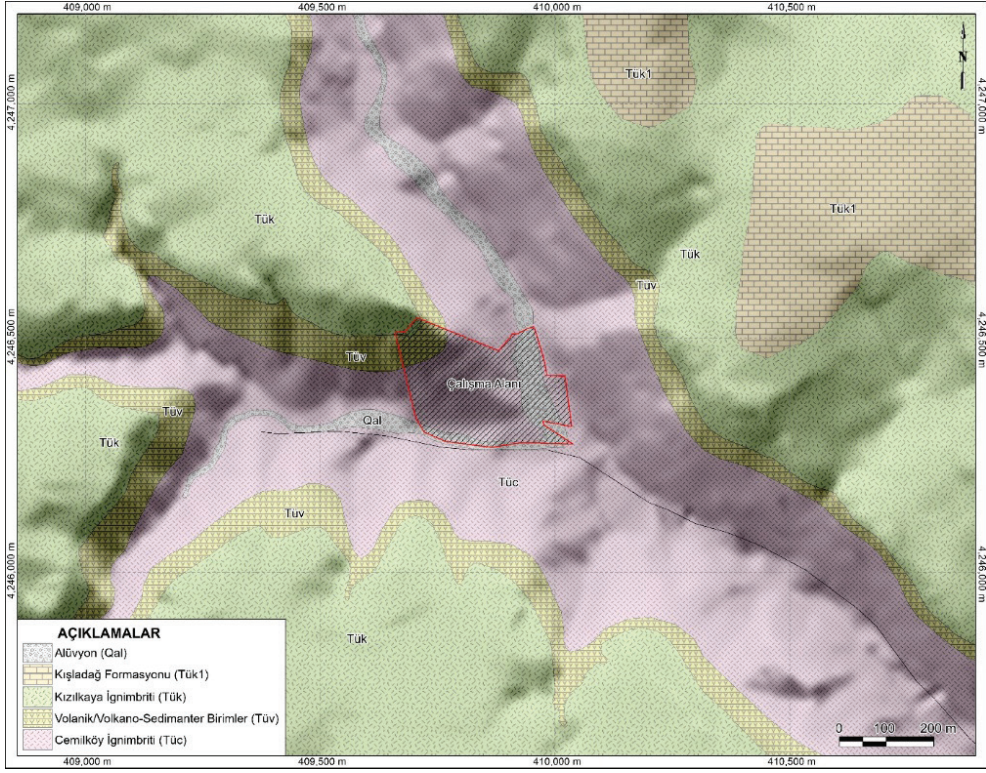 409,000 m
409,500 m
410,000 m
410,500 m
N
4,247,000 m
4,247,000 m
Tük1
Tük1
Tük
Tük
Tüv
4,246,500 m
4,246,500 m
Tüv
Çalışma Alanı
Tüv
Qal
Tük
Tüc
Tüv
4,246,000 m
4,246,000 m
Tük
AÇIKLAMALAR
Alüvyon (Qal)
Kışladağ Formasyonu (Tük1)
Kızılkaya İgnimbriti (Tük)
Volanik/Volkano-Sedimanter Birimler (Tüv)
Cemilköy İgnimbriti (Tüc)
0 100 200 m
409,000 m
409,500 m
410,000 m
410,500 m